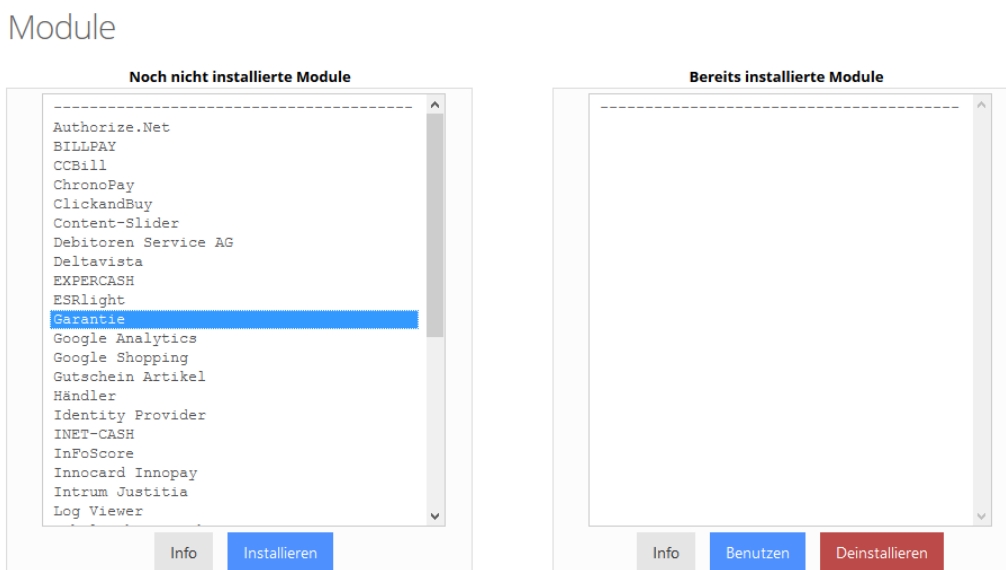 Module
Noch nicht installierte Module
----------------------------------------
Authorize.Net
BILLPAY
CCBill
ChronoPay
ClickandBuy
Content-Slider
Debitoren Service AG
Deltavista
EXPERCASH
ESRlight
Garantie
Google Analytics
Google Shopping
Gutschein Artikel
Händler
Identity Provider
INET-CASH
InFoScore
Innocard Innopay
Intrum Justitia
Log Viewer
Info
Installieren
Bereits installierte Module
----------------------------------------
Info
Benutzen
Deinstallieren